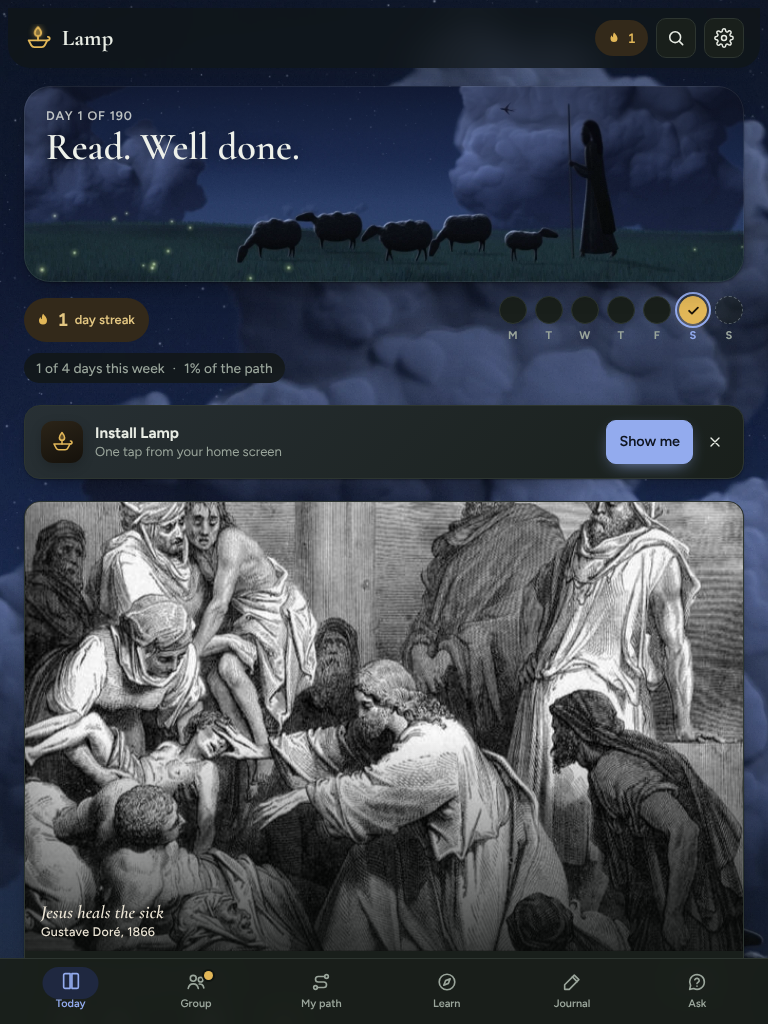 Lamp
1
DAY 1 OF 190
Read. Well done.
1 day streak
M T W T F S S
1 of 4 days this week · 1% of the path
Install Lamp
One tap from your home screen
Show me
Jesus heals the sick
Gustave Doré, 1866
Today
Group
My path
Learn
Journal
Ask